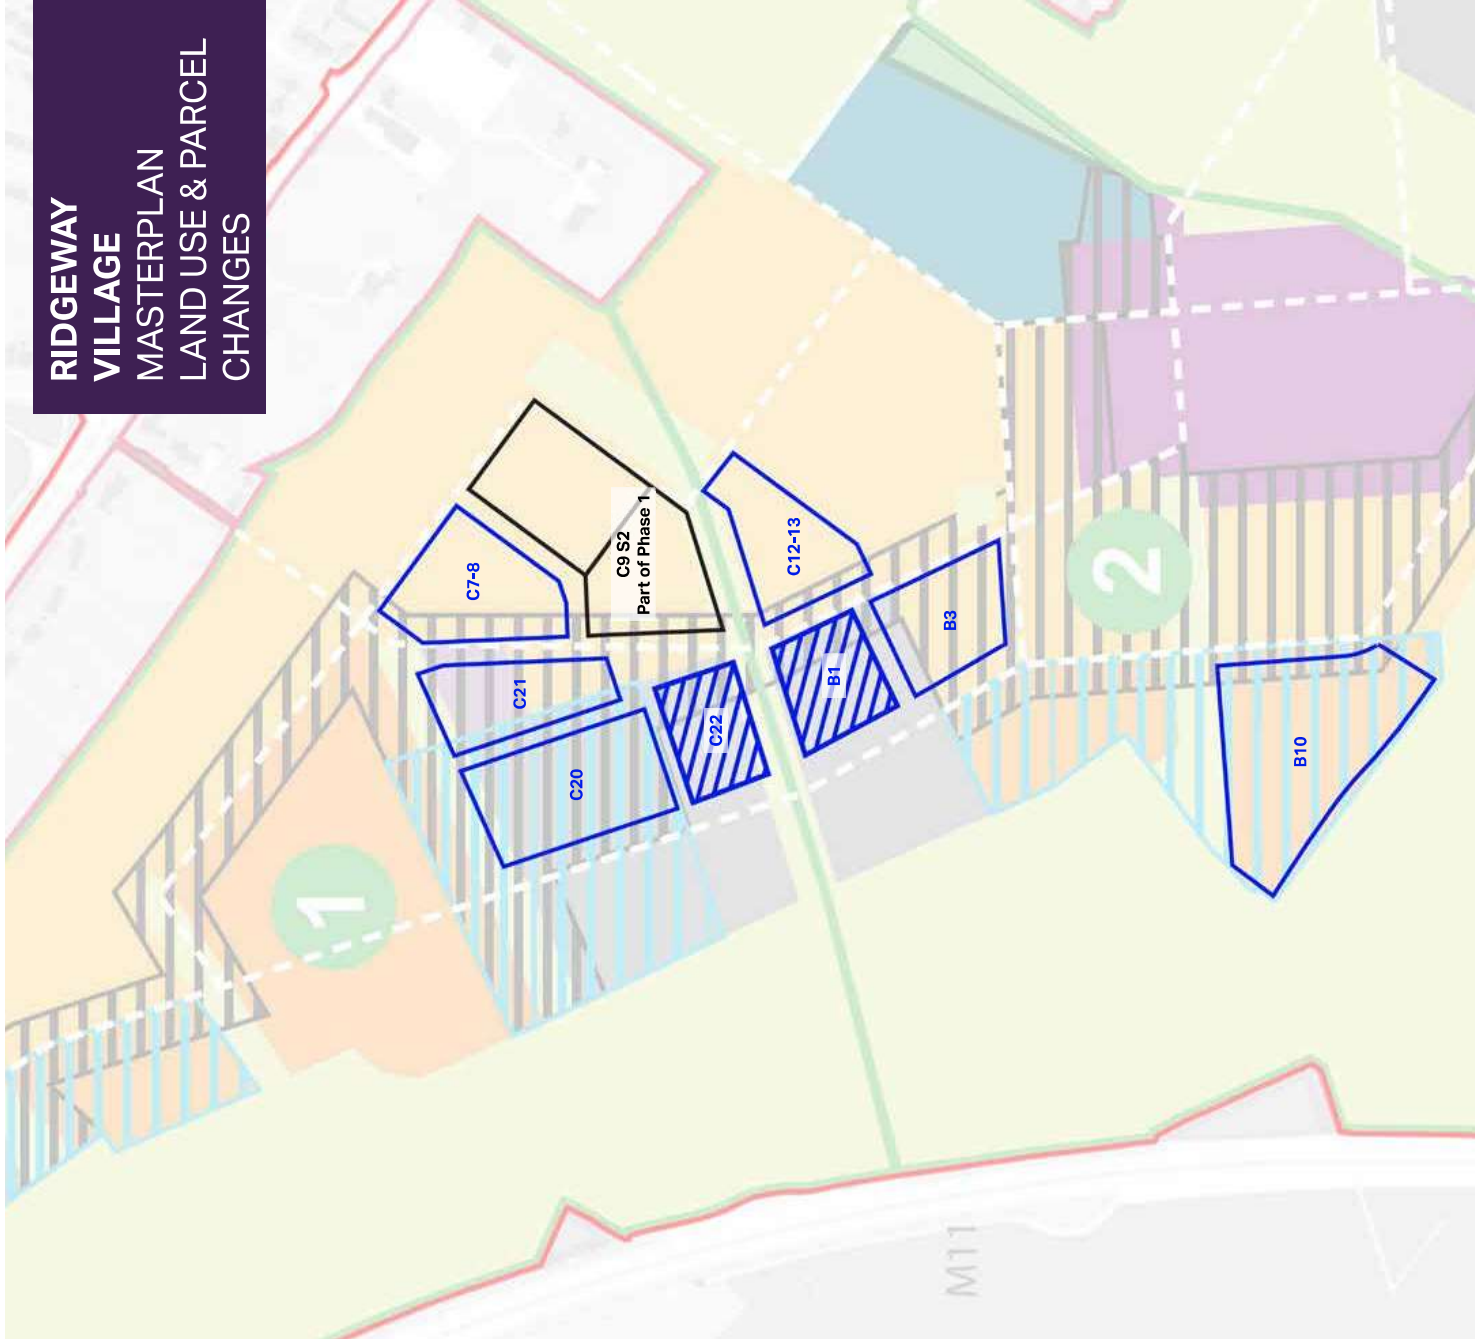 RIDGEWAY
VILLAGE
MASTERPLAN
LAND USE & PARCEL
CHANGES
C7-8
C9 S2
Part of Phase 1
C12-13
C21
B3
C22
B1
C20
B10
1
2
M11